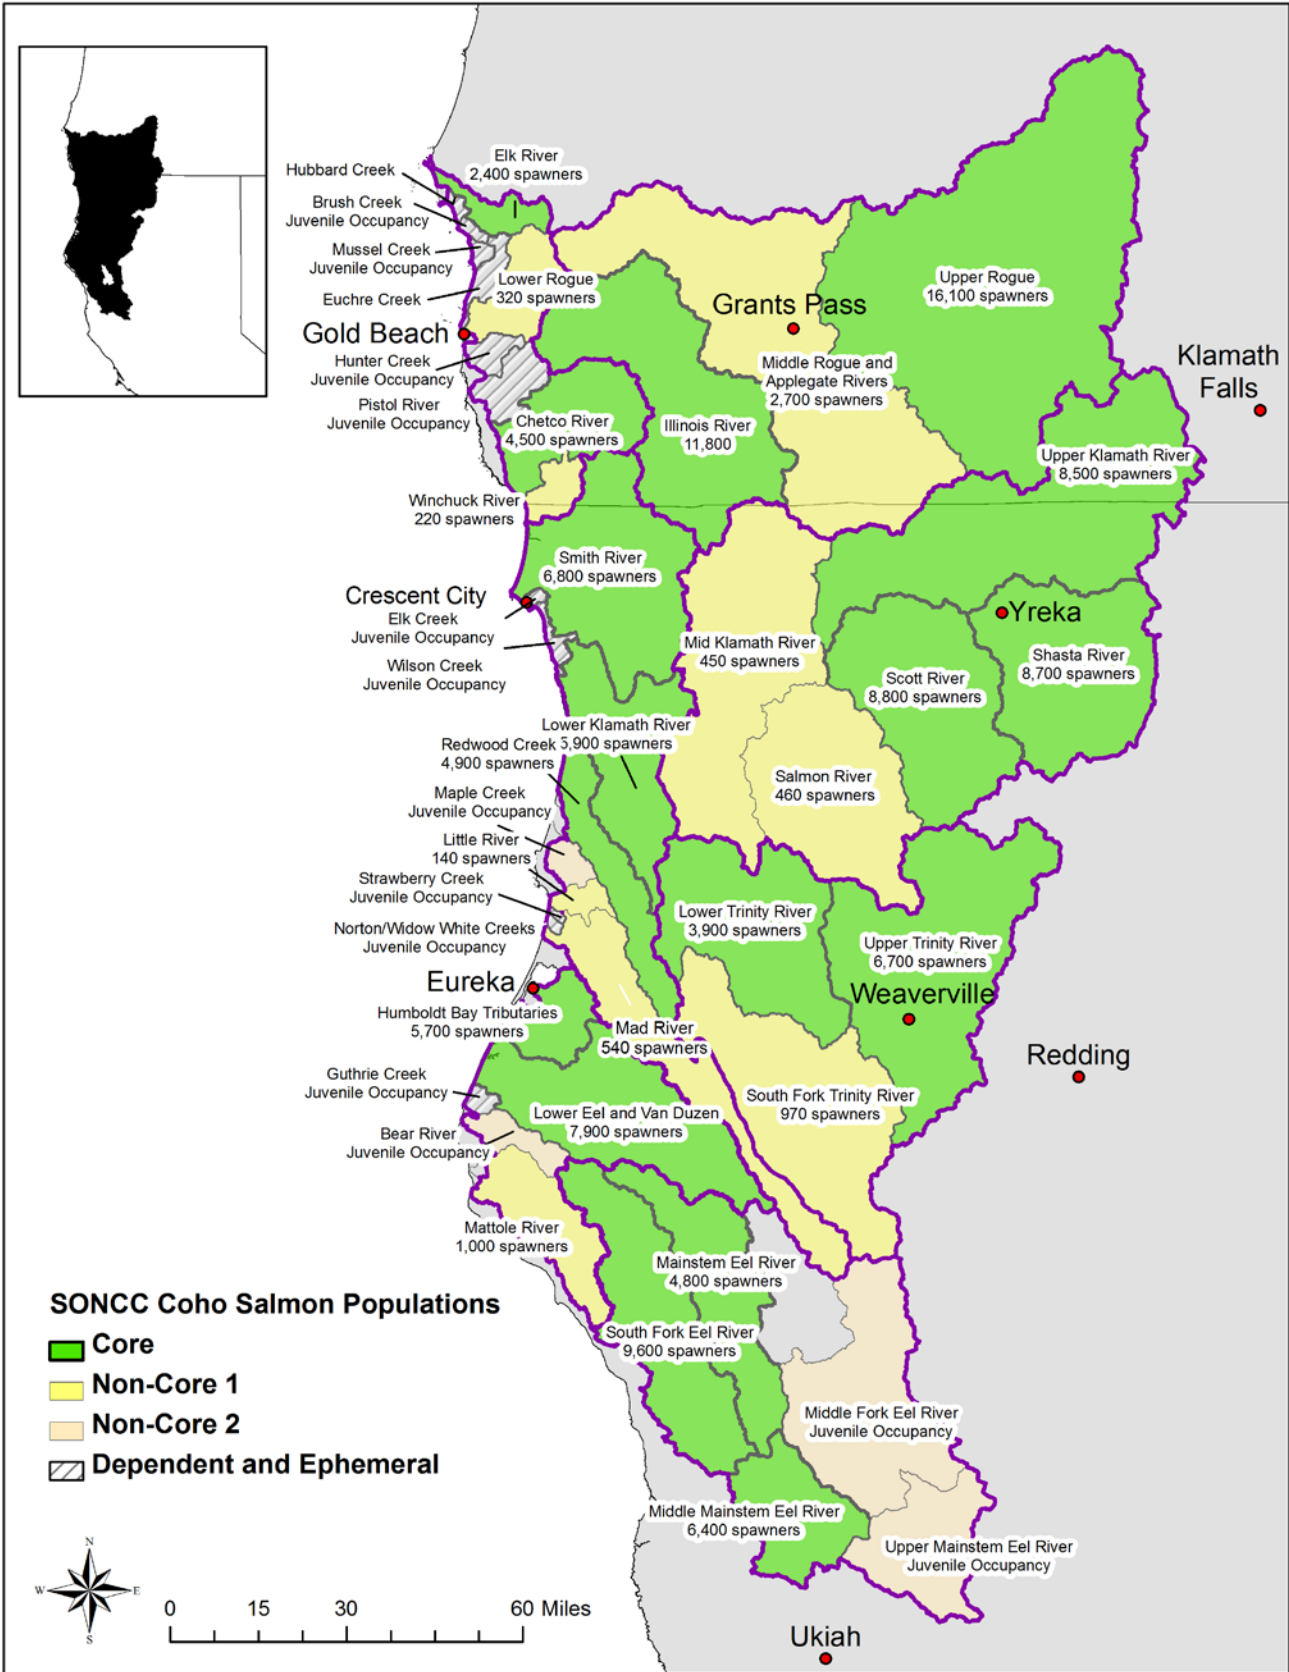 Elk River
2,400 spawners
Hubbard Creek
Brush Creek
Juvenile Occupancy
Mussel Creek
Juvenile Occupancy
Euchre Creek
Lower Rogue
320 spawners
Upper Rogue
16,100 spawners
Grants Pass
Gold Beach
Hunter Creek
Juvenile Occupancy
Pistol River
Juvenile Occupancy
Middle Rogue and
Applegate Rivers
2,700 spawners
Klamath
Falls
Chetco River
4,500 spawners
Illinois River
11,800
Upper Klamath River
8,500 spawners
Winchuck River
220 spawners
Smith River
6,800 spawners
Crescent City
Elk Creek
Juvenile Occupancy
Wilson Creek
Juvenile Occupancy
Yreka
Mid Klamath River
450 spawners
Scott River
8,800 spawners
Shasta River
8,700 spawners
Lower Klamath River
5,900 spawners
Redwood Creek
4,900 spawners
Salmon River
460 spawners
Maple Creek
Juvenile Occupancy
Little River
140 spawners
Strawberry Creek
Juvenile Occupancy
Norton/Widow White Creeks
Juvenile Occupancy
Lower Trinity River
3,900 spawners
Upper Trinity River
6,700 spawners
Weaverville
Eureka
Humboldt Bay Tributaries
5,700 spawners
Mad River
540 spawners
Redding
Guthrie Creek
Juvenile Occupancy
South Fork Trinity River
970 spawners
Lower Eel and Van Duzen
7,900 spawners
Bear River
Juvenile Occupancy
Mattole River
1,000 spawners
Mainstem Eel River
4,800 spawners
South Fork Eel River
9,600 spawners
Middle Fork Eel River
Juvenile Occupancy
Middle Mainstem Eel River
6,400 spawners
Upper Mainstem Eel River
Juvenile Occupancy
Ukiah
SONCC Coho Salmon Populations
Core
Non-Core 1
Non-Core 2
Dependent and Ephemeral
N
W
E
S
0 15 30 60 Miles